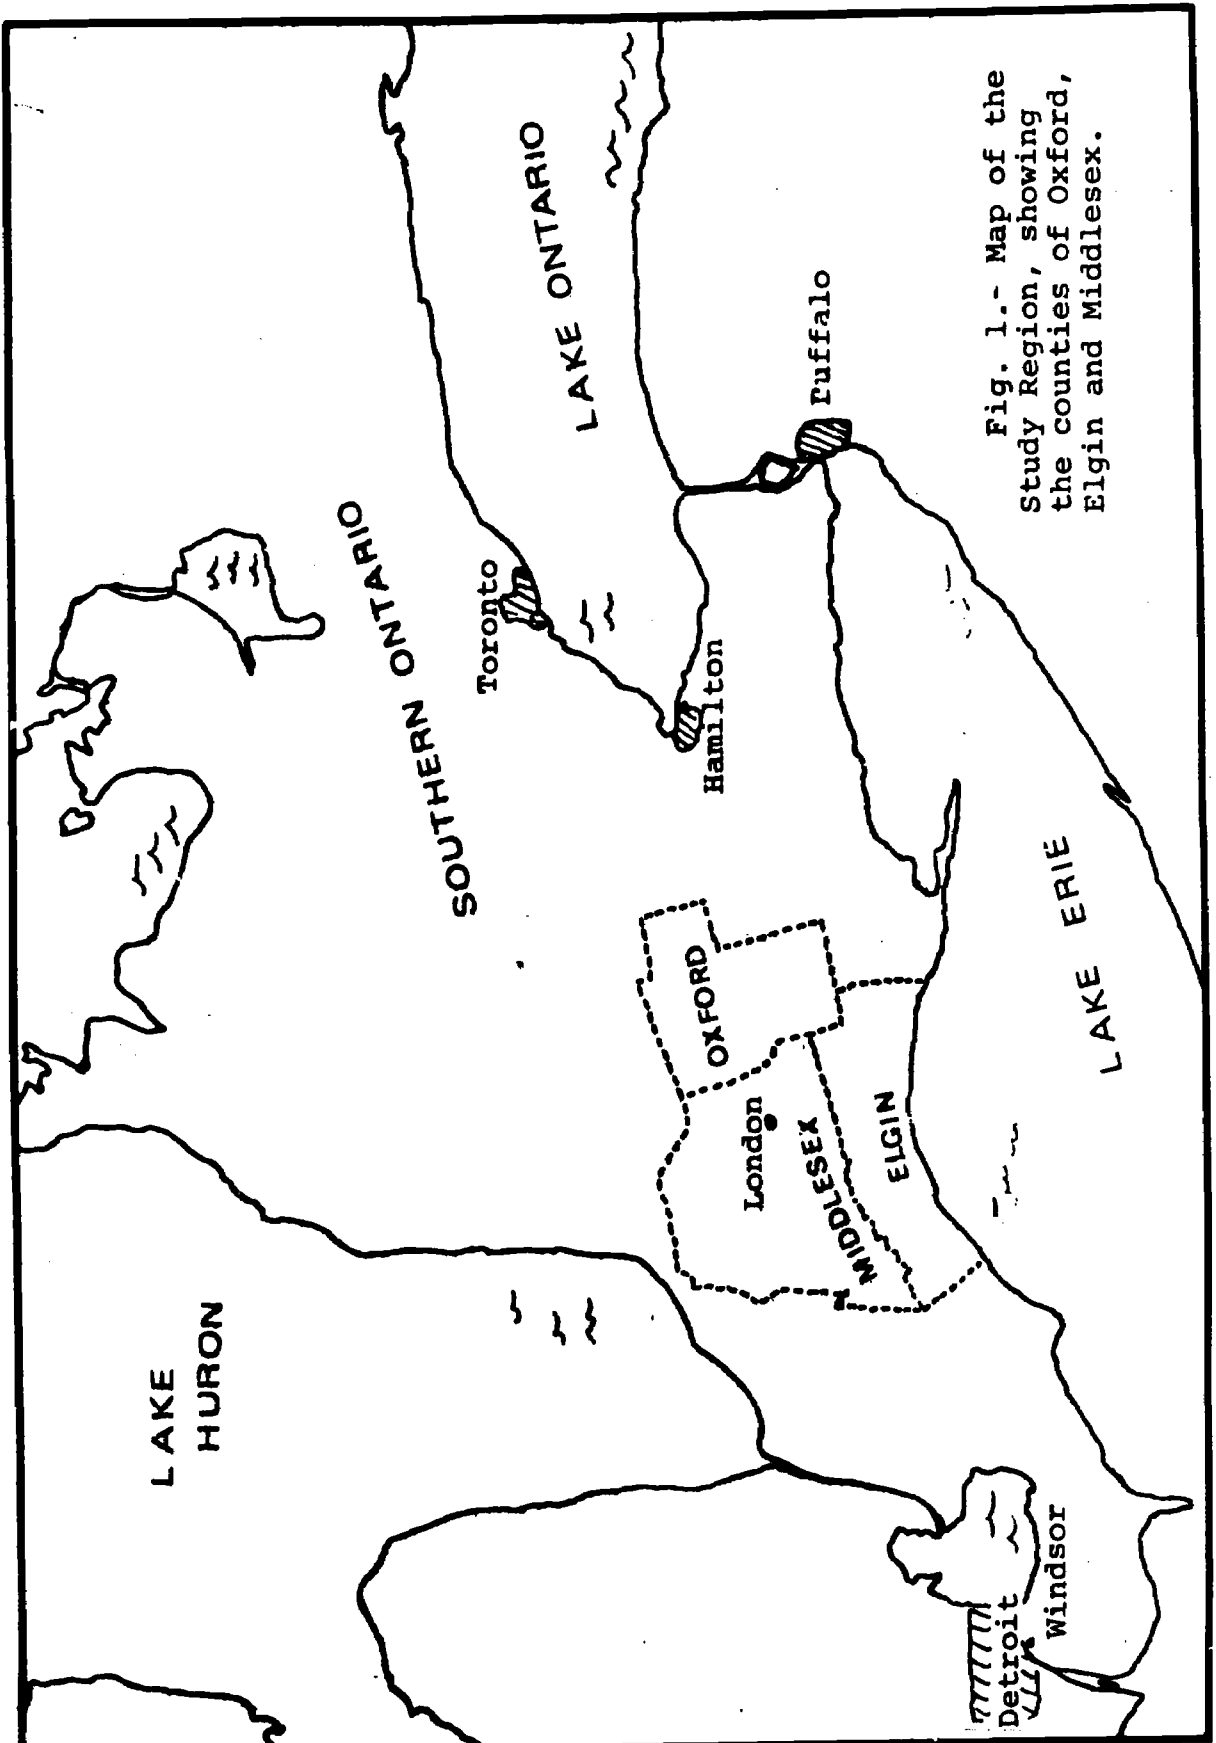 LAKE
HURON
SOUTHERN ONTARIO
Toronto
LAKE ONTARIO
Hamilton
ruffalo
OXFORD
London
MIDDLESEX
ELGIN
LAKE ERIE
Detroit
Windsor
Fig. 1.- Map of the
Study Region, showing
the counties of Oxford,
Elgin and Middlesex.